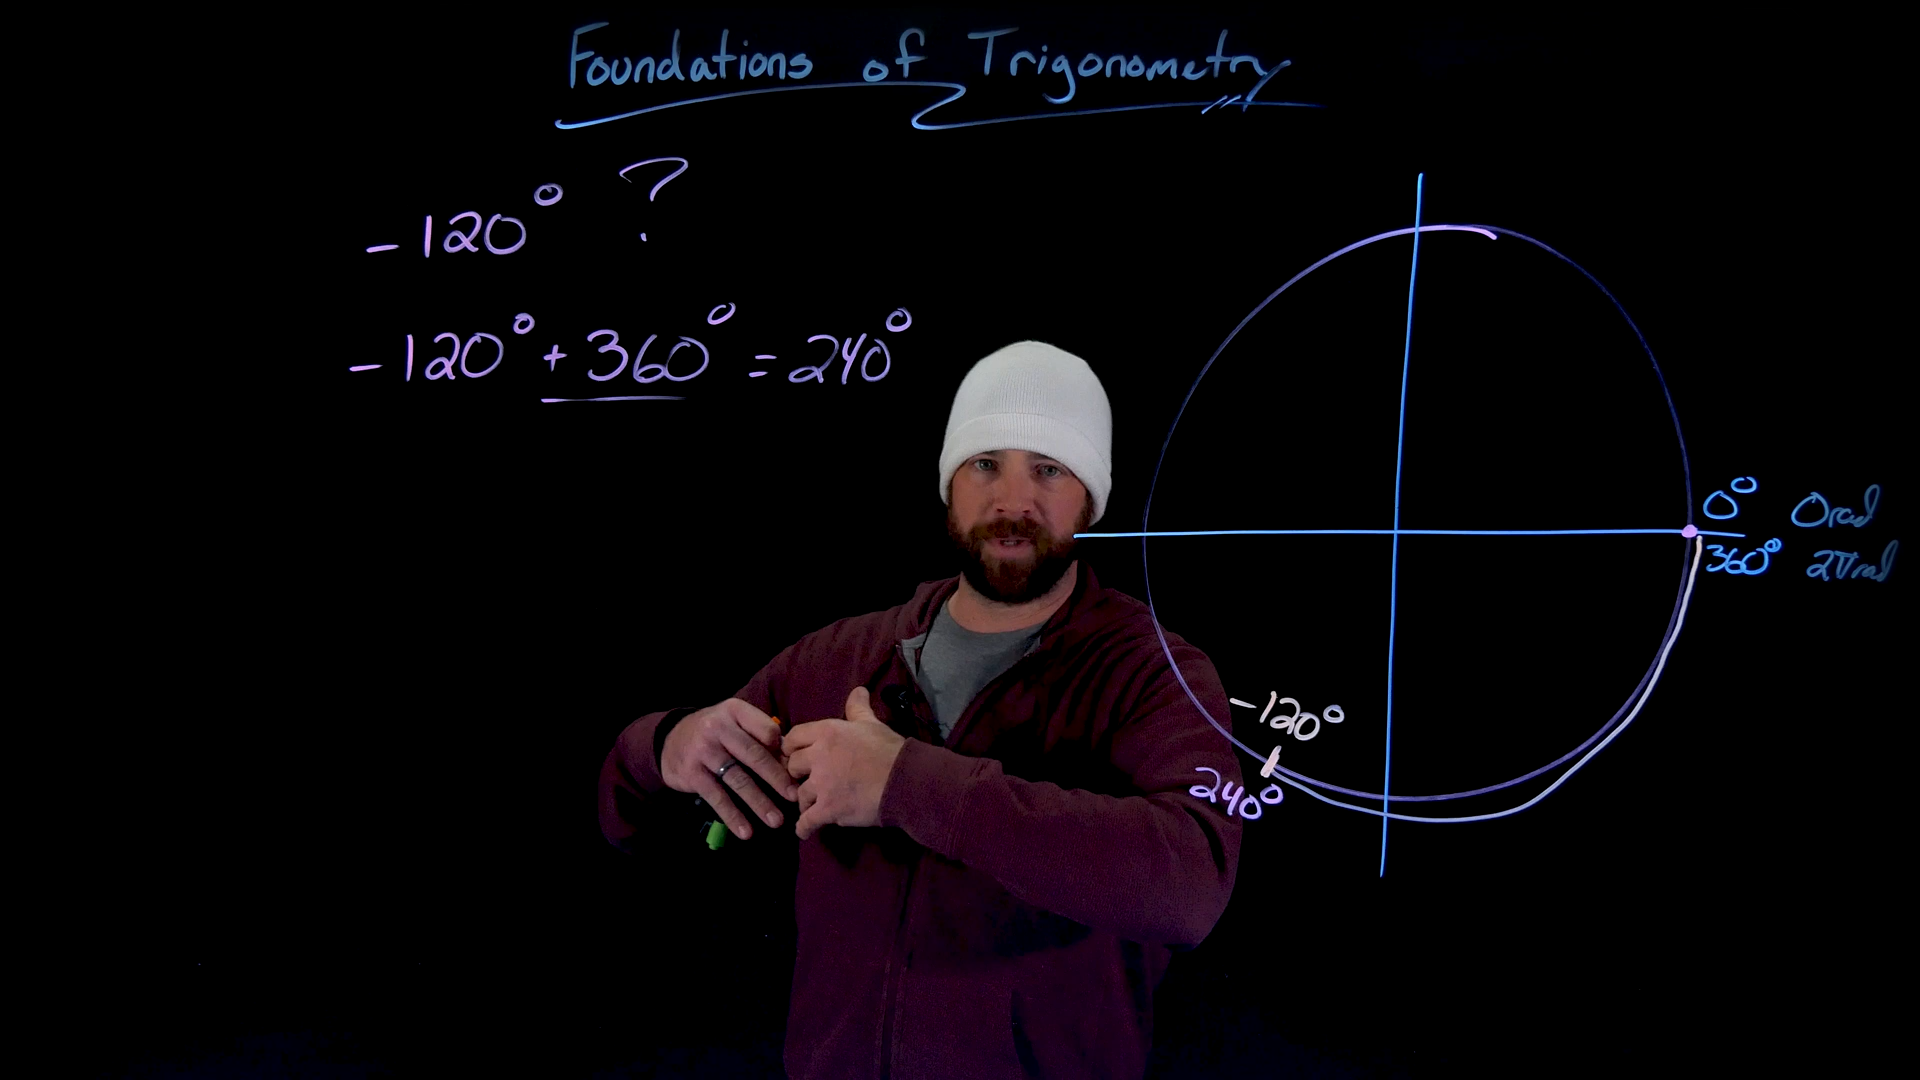 Foundations of Trigonometry
-120° ?
-120° + 360° = 240°
0° 0rad
360° 2πrad
-120°
240°